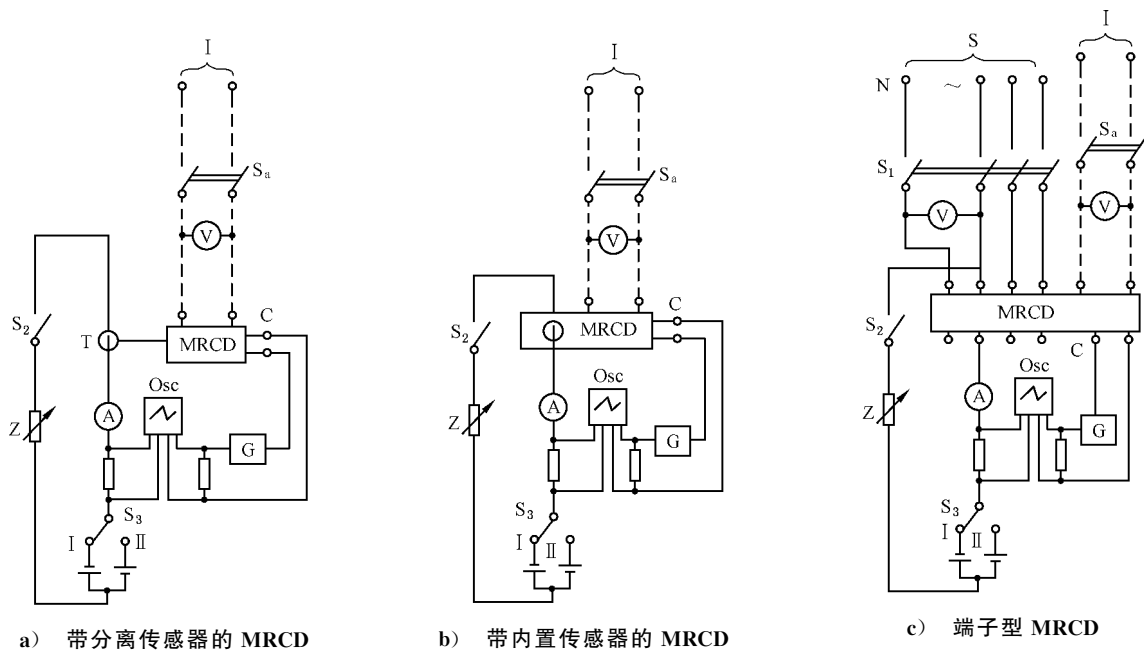 I
Sₐ
V
S₂
T
MRCD
C
Osc
A
Z
G
S₃
I
II
a） 带分离传感器的 MRCD
I
Sₐ
V
S₂
MRCD
C
Osc
A
Z
G
S₃
I
II
b） 带内置传感器的 MRCD
S
I
N
～
Sₐ
S₁
V
V
MRCD
S₂
C
Osc
A
Z
G
S₃
I
II
c） 端子型 MRCD